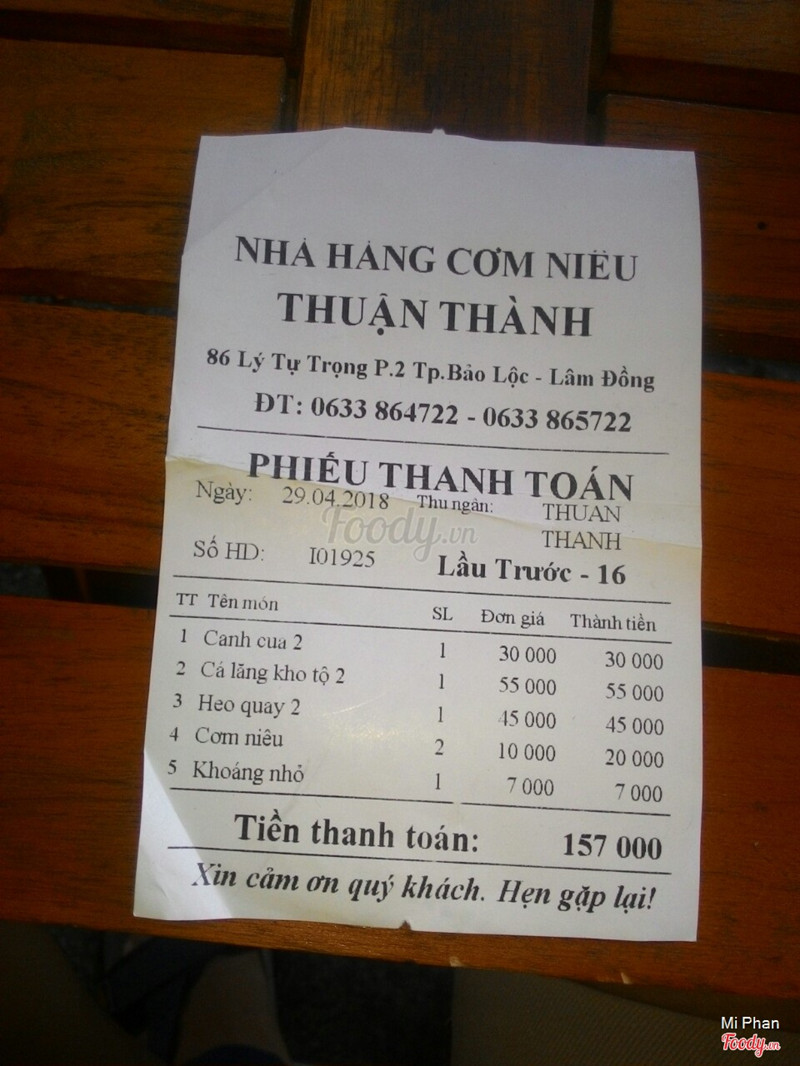 NHÀ HÀNG CƠM NIÊU
THUẬN THÀNH
86 Lý Tự Trọng P.2 Tp.Bảo Lộc - Lâm Đồng
ĐT: 0633 864722 - 0633 865722
PHIẾU THANH TOÁN
Ngày: 29.04.2018 Thu ngân: THUAN
THANH
Số HD: I01925 Lầu Trước - 16
TT Tên món SL Đơn giá Thành tiền
1 Canh cua 2 1 30 000 30 000
2 Cá lăng kho tộ 2 1 55 000 55 000
3 Heo quay 2 1 45 000 45 000
4 Cơm niêu 2 10 000 20 000
5 Khoáng nhỏ 1 7 000 7 000
Tiền thanh toán: 157 000
Xin cảm ơn quý khách. Hẹn gặp lại!
Foody.vn
Mi Phan
Foody.vn